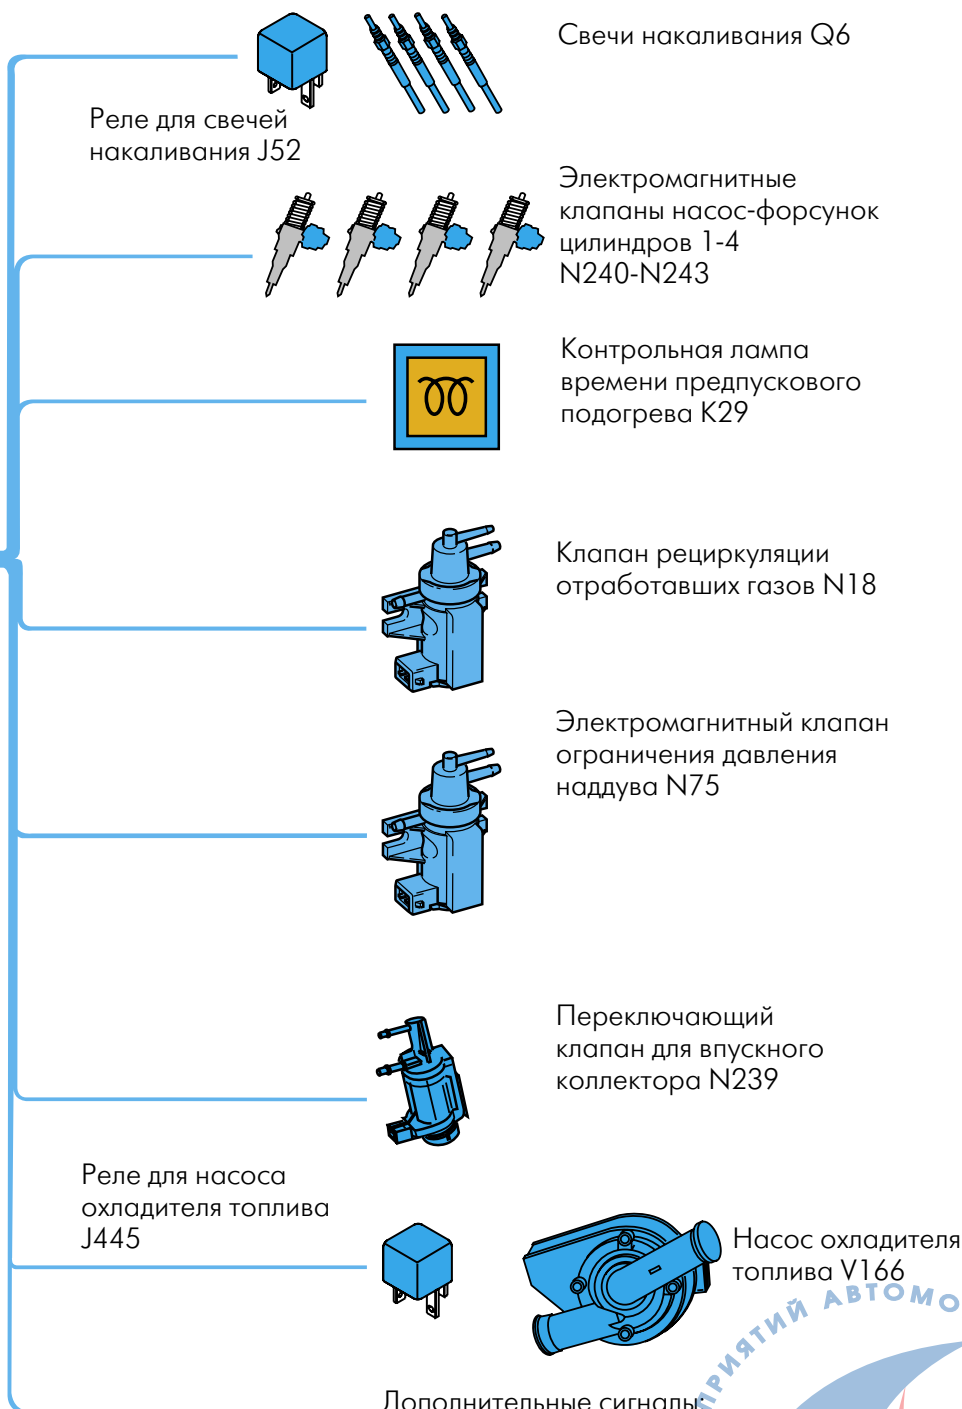 Свечи накаливания Q6
Реле для свечей
накаливания J52
Электромагнитные
клапаны насос-форсунок
цилиндров 1-4
N240-N243
Контрольная лампа
времени предпускового
подогрева K29
Клапан рециркуляции
отработавших газов N18
Электромагнитный клапан
ограничения давления
наддува N75
Переключающий
клапан для впускного
коллектора N239
Реле для насоса
охладителя топлива
J445
Насос охладителя
топлива V166
Дополнительные сигналы:
ПРИЯТИЙ АВТОМО